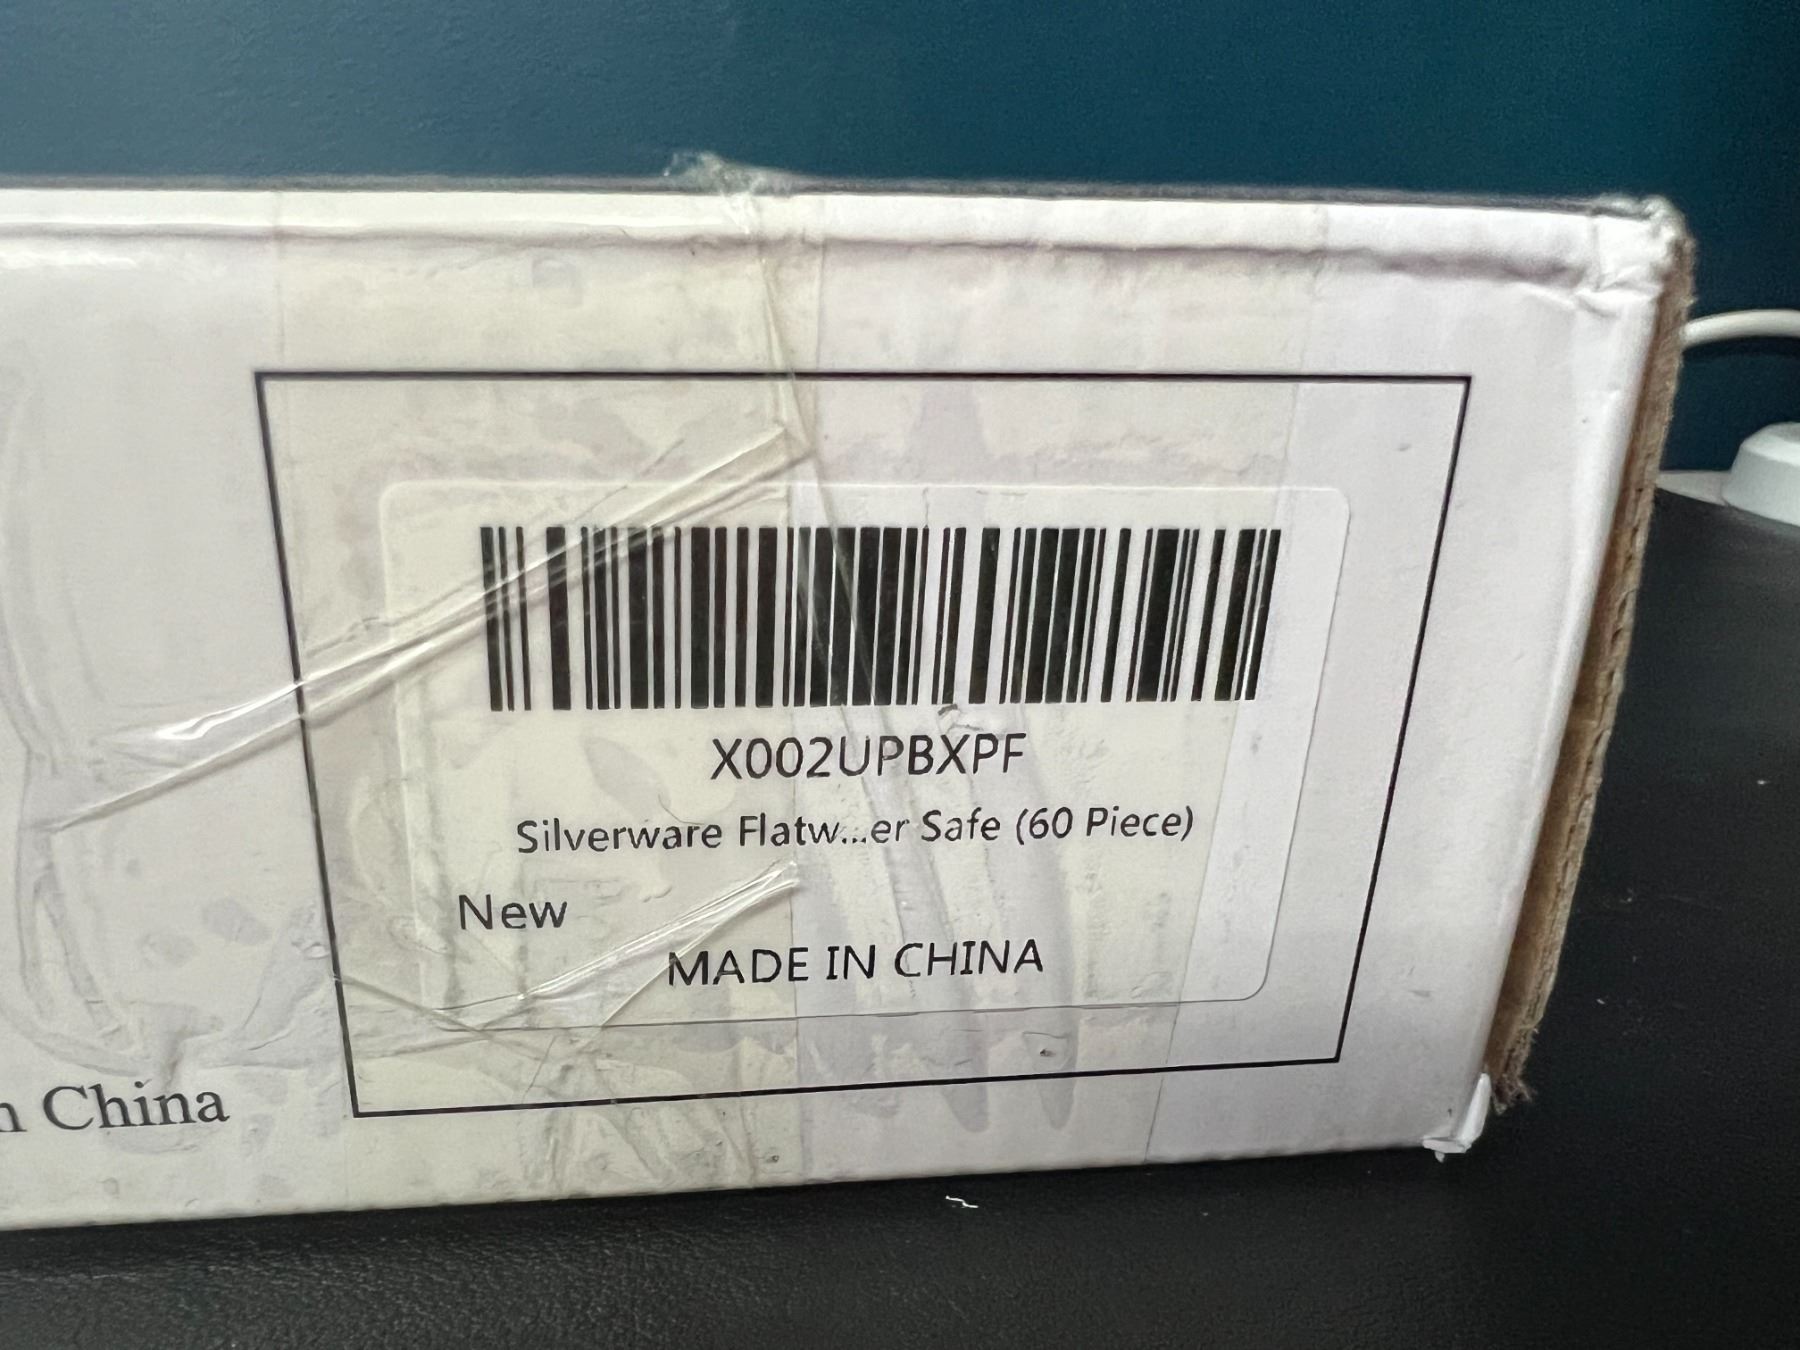 X002UPBXPF
Silverware Flatw...er Safe (60 Piece)
New
MADE IN CHINA
China